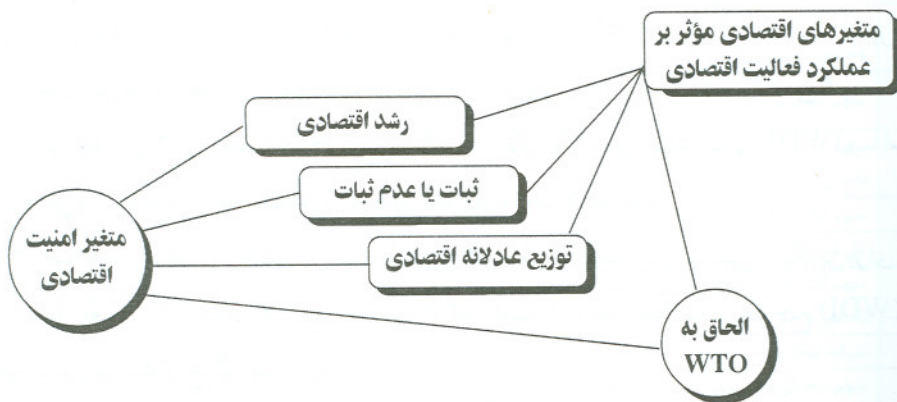 متغیرهای اقتصادی مؤثر بر
عملکرد فعالیت اقتصادی
رشد اقتصادی
ثبات یا عدم ثبات
توزیع عادلانه اقتصادی
متغیر امنیت
اقتصادی
الحاق به
WTO